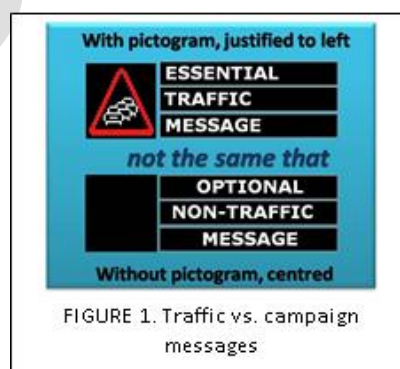 With pictogram, justified to left
ESSENTIAL
TRAFFIC
MESSAGE
not the same that
OPTIONAL
NON-TRAFFIC
MESSAGE
Without pictogram, centred
FIGURE 1. Traffic vs. campaign
messages